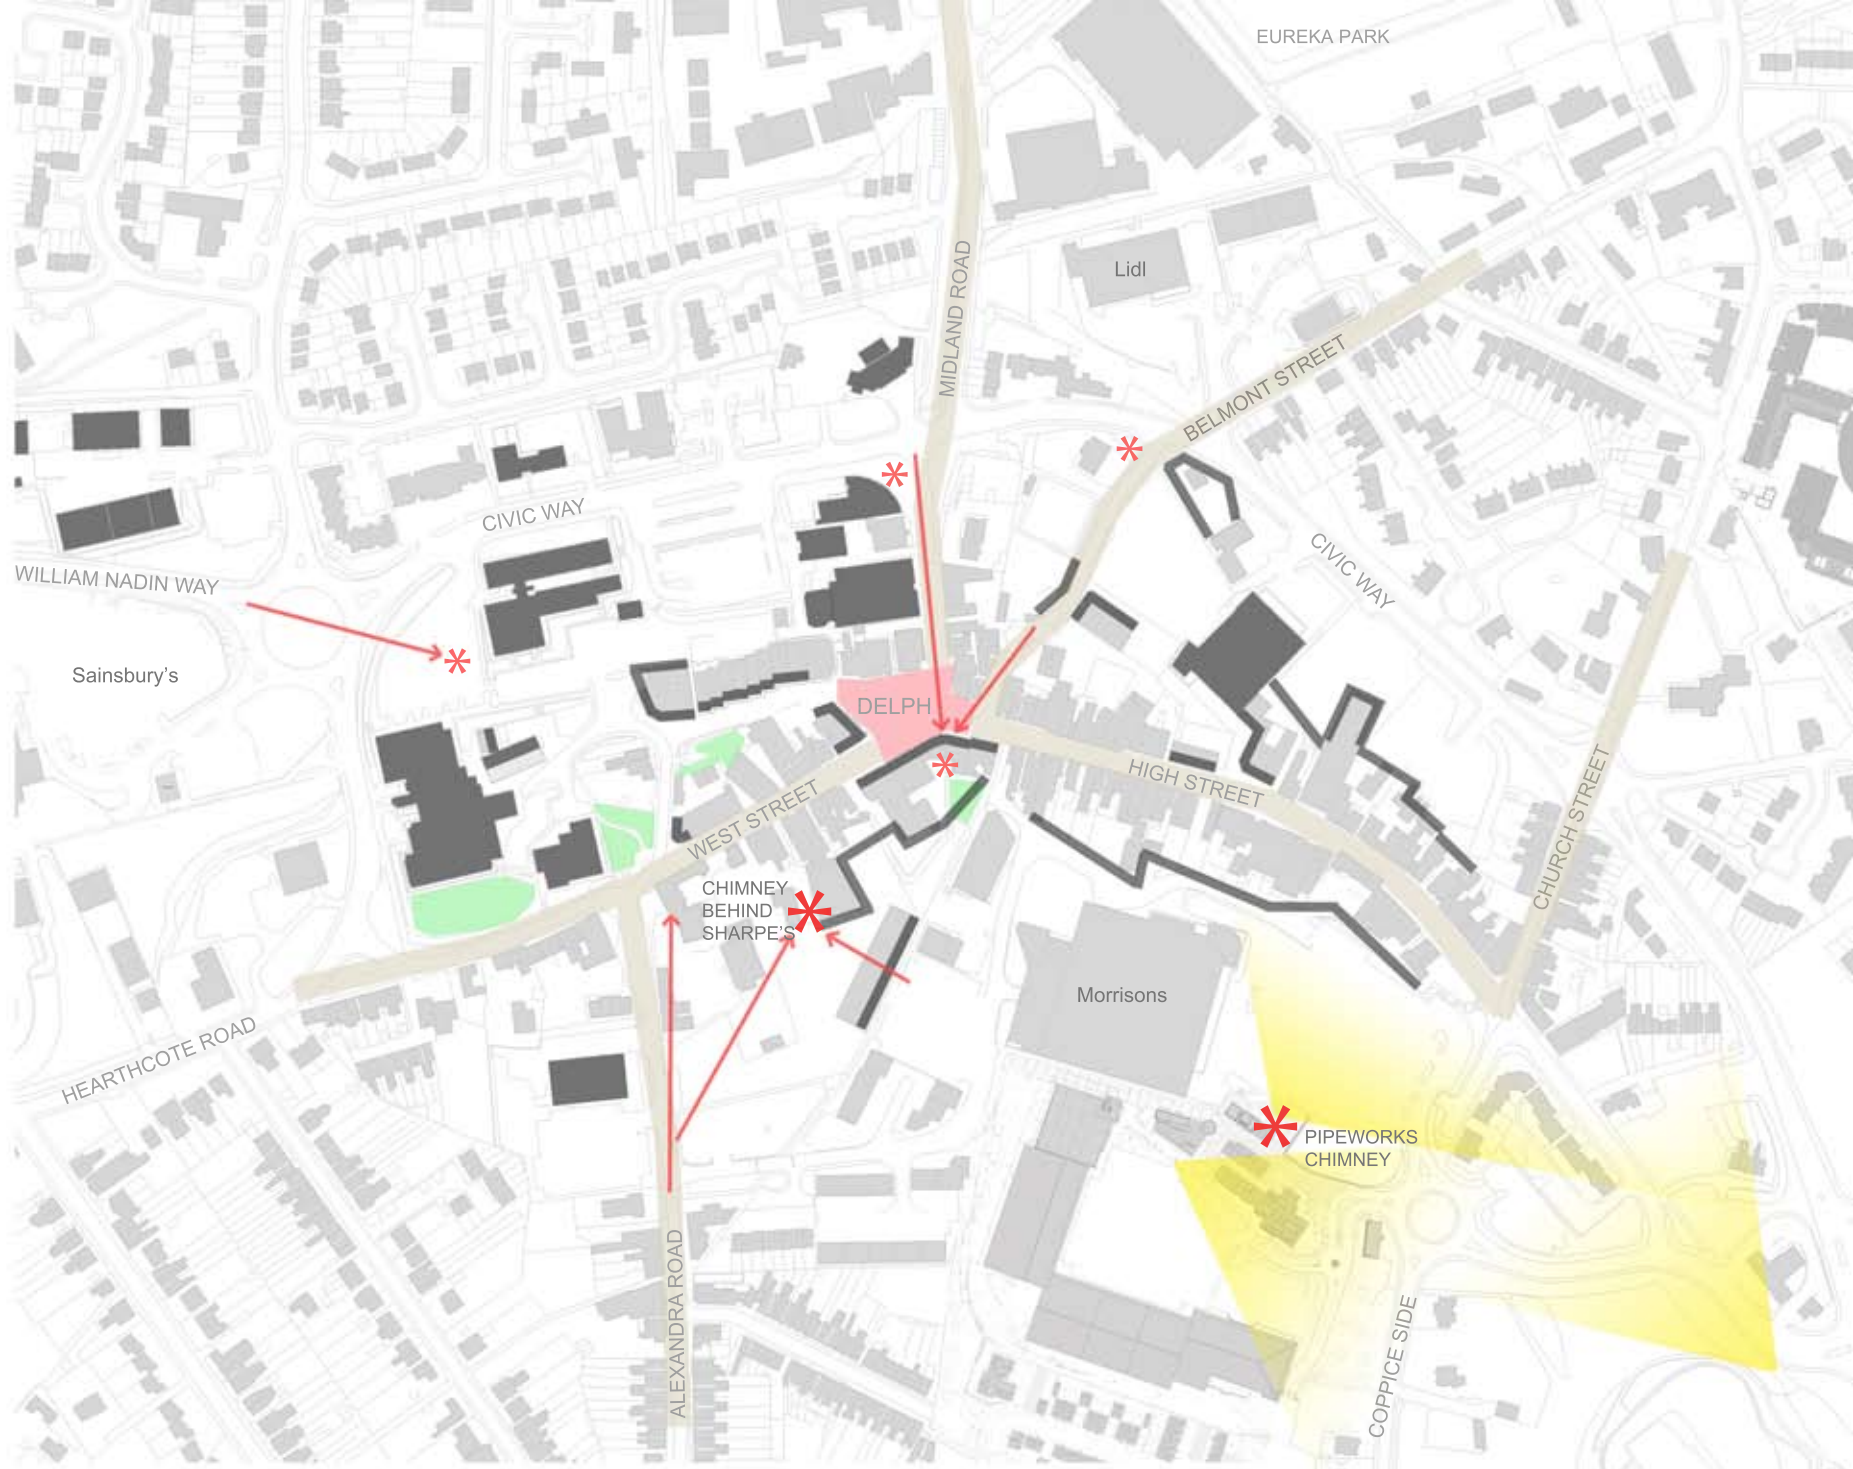 EUREKA PARK
Lidl
MIDLAND ROAD
BELMONT STREET
CIVIC WAY
CIVIC WAY
WILLIAM NADIN WAY
Sainsbury's
DELPH
HIGH STREET
WEST STREET
CHURCH STREET
CHIMNEY
BEHIND
SHARPE'S
Morrisons
HEARTHCOTE ROAD
PIPEWORKS
CHIMNEY
ALEXANDRA ROAD
COPPICE SIDE